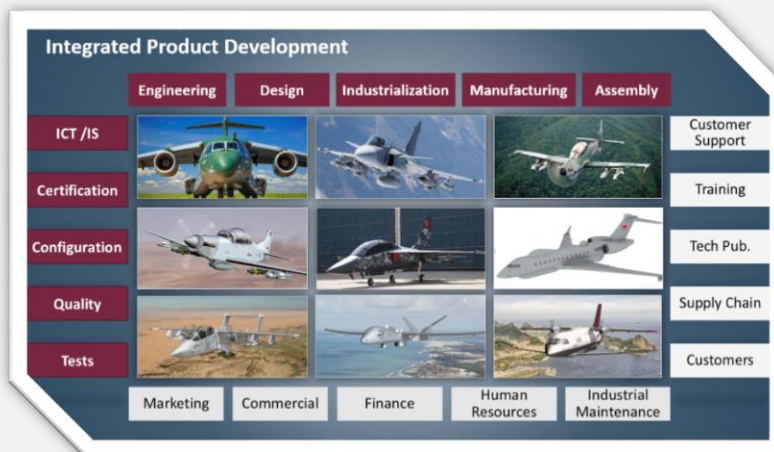 Integrated Product Development
Engineering
Design
Industrialization
Manufacturing
Assembly
ICT /IS
Certification
Configuration
Quality
Tests
Customer
Support
Training
Tech Pub.
Supply Chain
Customers
Marketing
Commercial
Finance
Human
Resources
Industrial
Maintenance